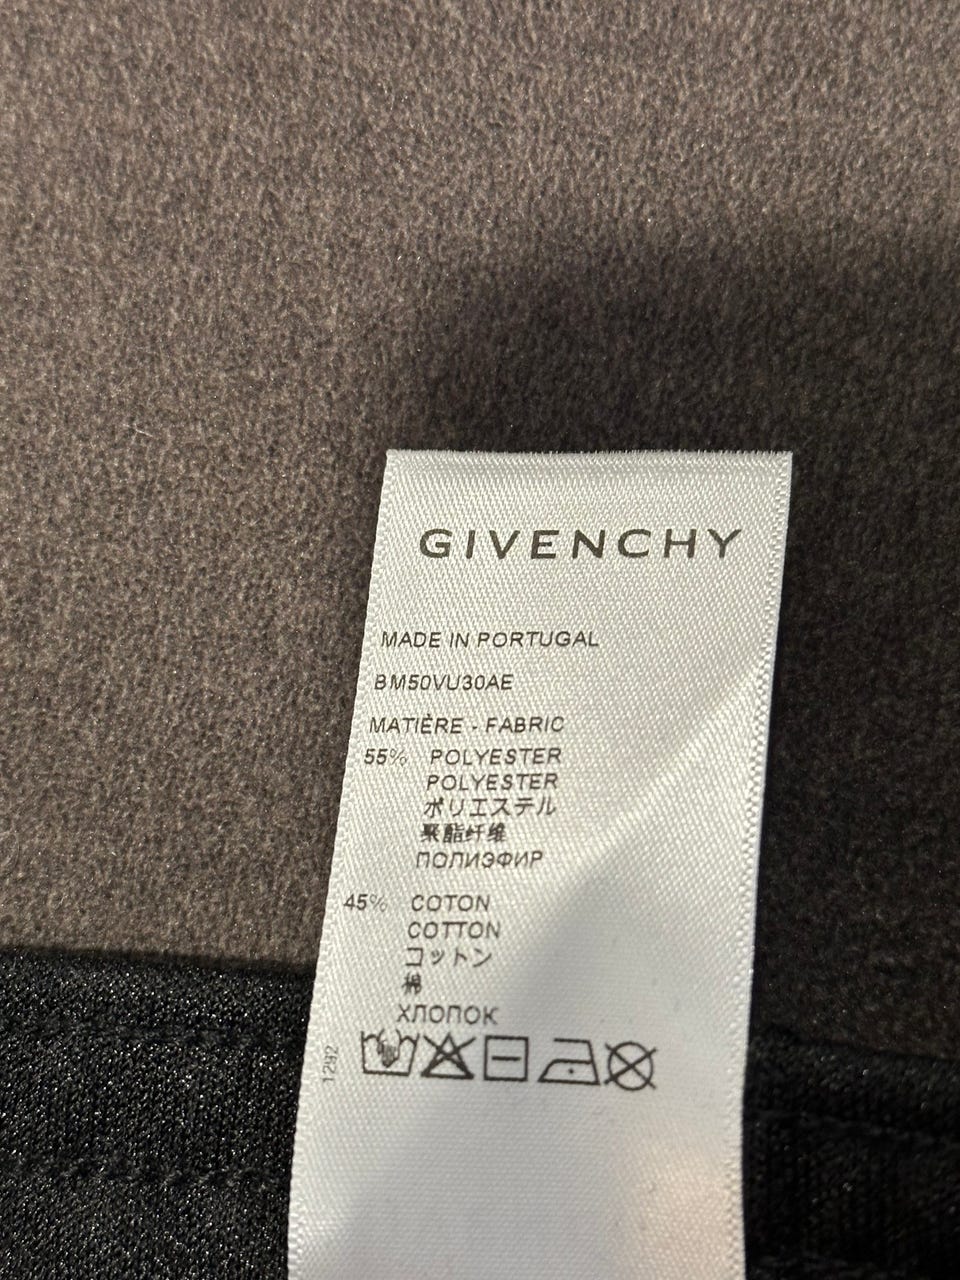 GIVENCHY
MADE IN PORTUGAL
BM50VU30AE
MATIÈRE - FABRIC
55% POLYESTER
POLYESTER
ポリエステル
聚酯纤维
ПОЛИЭФИР
45% COTON
COTTON
コットン
棉
ХЛОПОК
1292